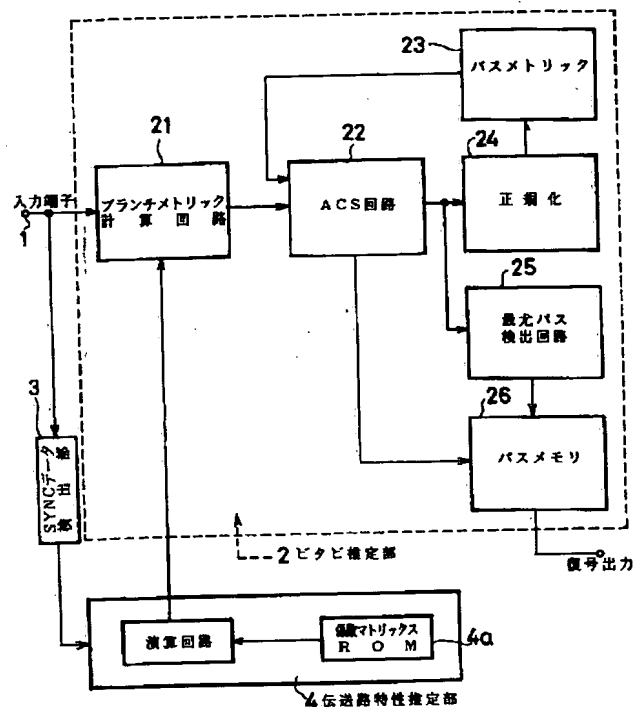 23
パスメトリック
21
22
24
入力端子
1
ブランチメトリック
計算回路
ACS回路
正規化
25
最尤パス
検出回路
3
SYNCデータ
検出器
26
パスメモリ
2 ビタビ推定部
復号出力
演算回路
係数マトリックス
ROM
4a
4 伝送路特性推定部